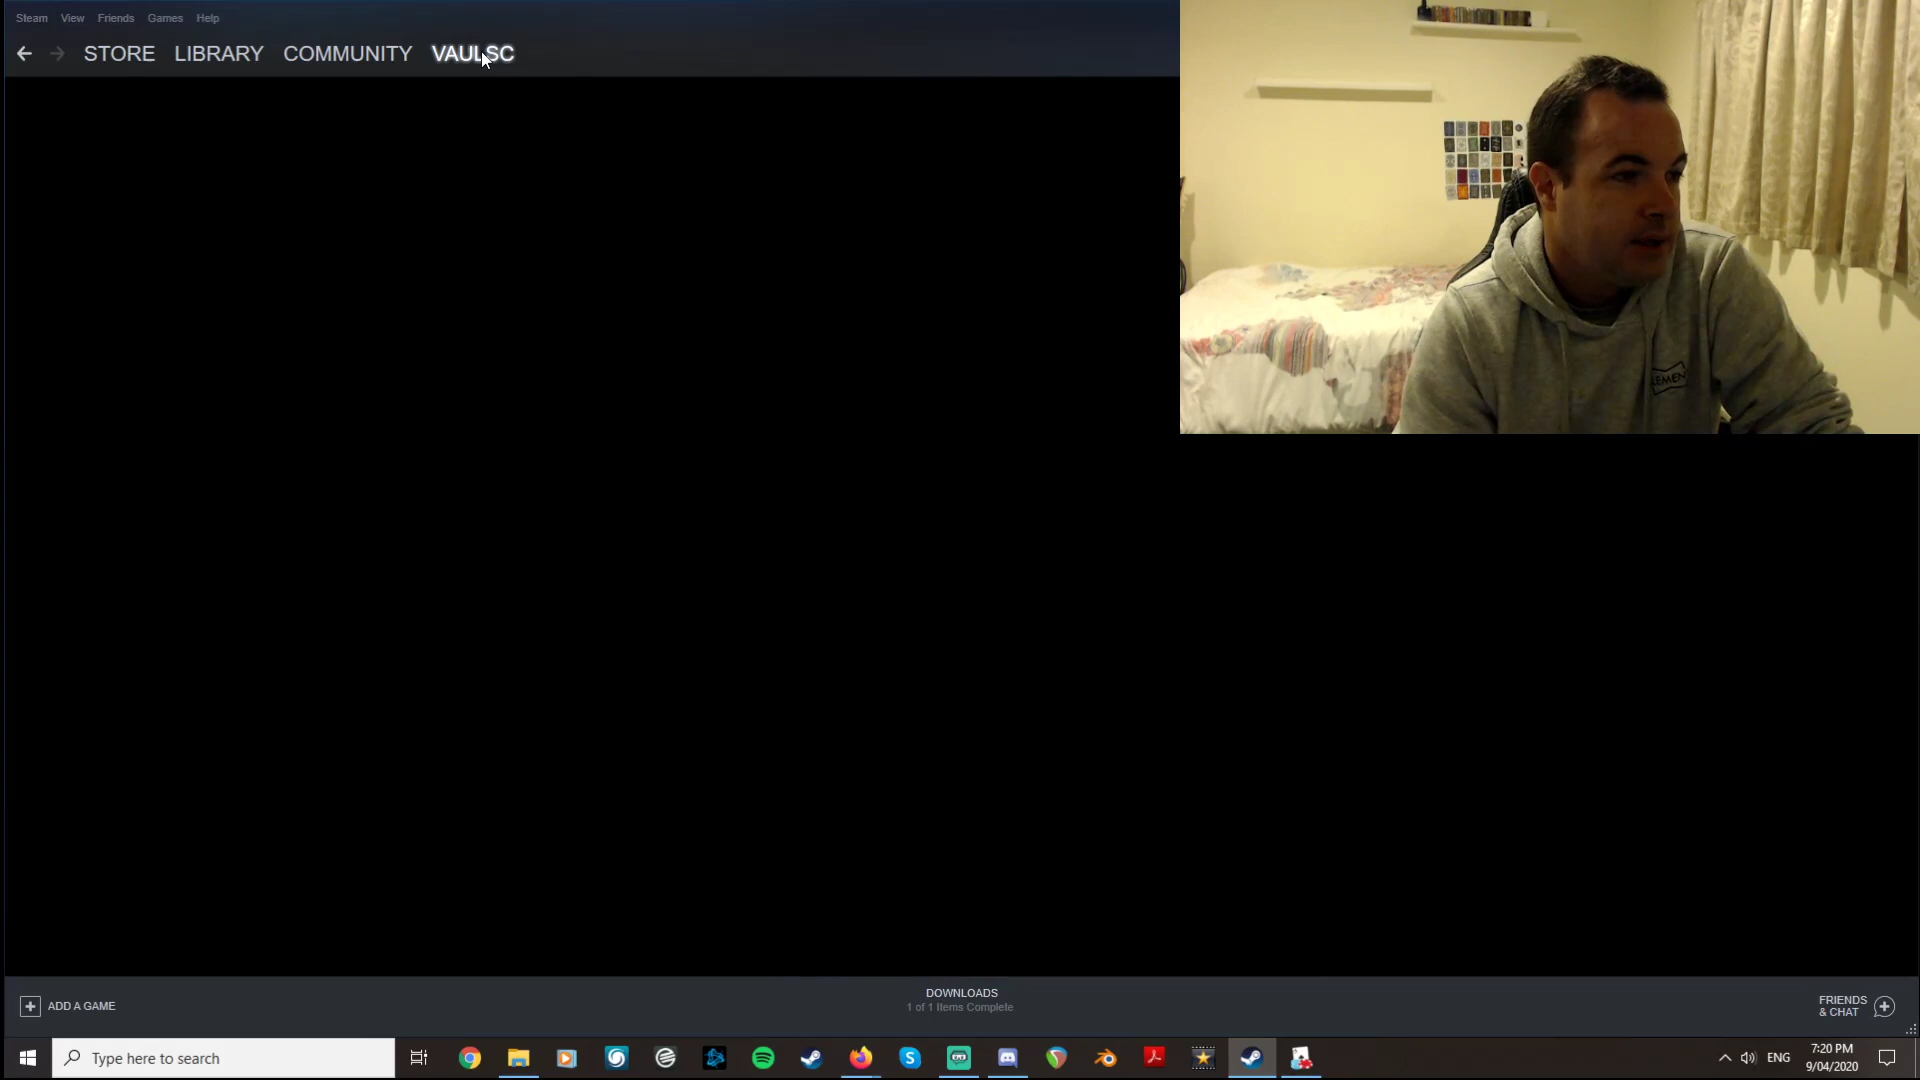 Steam View Friends Games Help
STORE LIBRARY COMMUNITY VAULSC
ADD A GAME
DOWNLOADS
1 of 1 Items Complete
FRIENDS
& CHAT
Type here to search
ENG
7:20 PM
9/04/2020